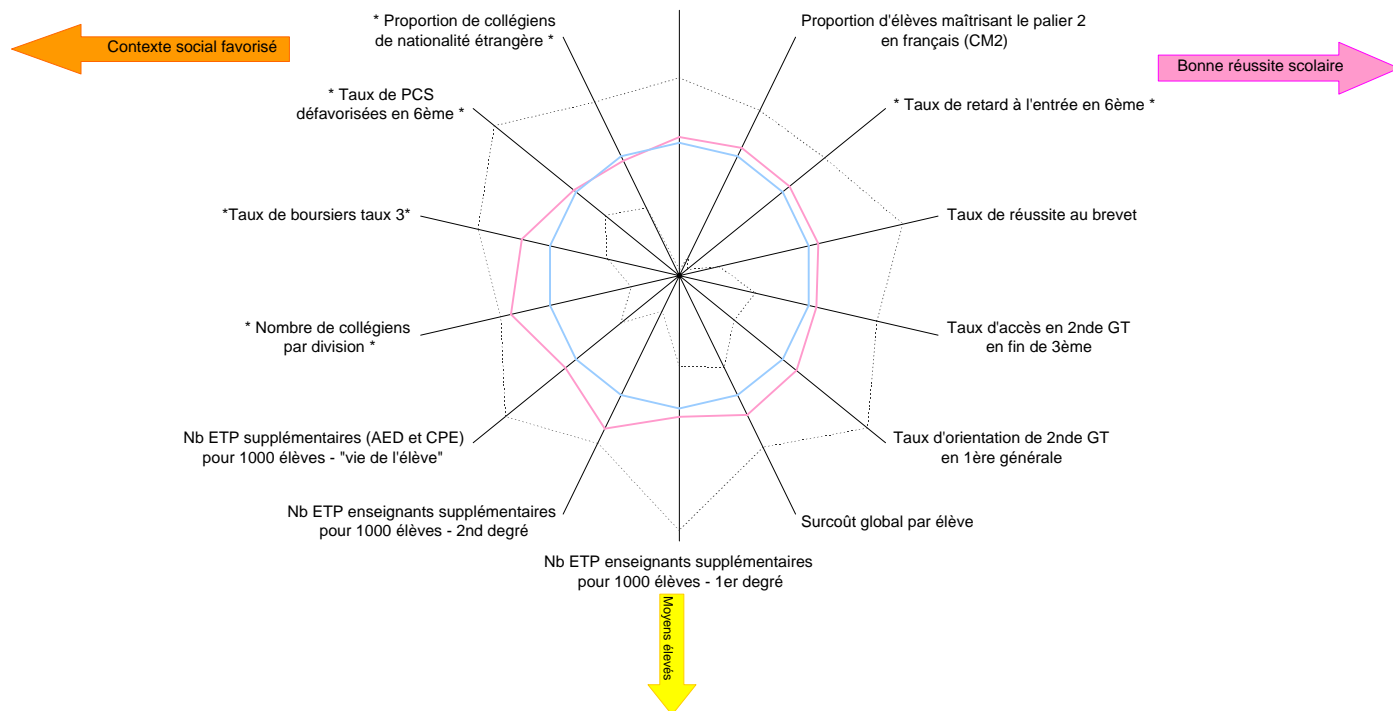 * Proportion de collégiens
de nationalité étrangère *
Proportion d'élèves maîtrisant le palier 2
en français (CM2)
Contexte social favorisé
Bonne réussite scolaire
* Taux de PCS
défavorisées en 6ème *
* Taux de retard à l'entrée en 6ème *
*Taux de boursiers taux 3*
Taux de réussite au brevet
* Nombre de collégiens
par division *
Taux d'accès en 2nde GT
en fin de 3ème
Nb ETP supplémentaires (AED et CPE)
pour 1000 élèves - "vie de l'élève"
Taux d'orientation de 2nde GT
en 1ère générale
Nb ETP enseignants supplémentaires
pour 1000 élèves - 2nd degré
Surcoût global par élève
Nb ETP enseignants supplémentaires
pour 1000 élèves - 1er degré
Moyens élevés